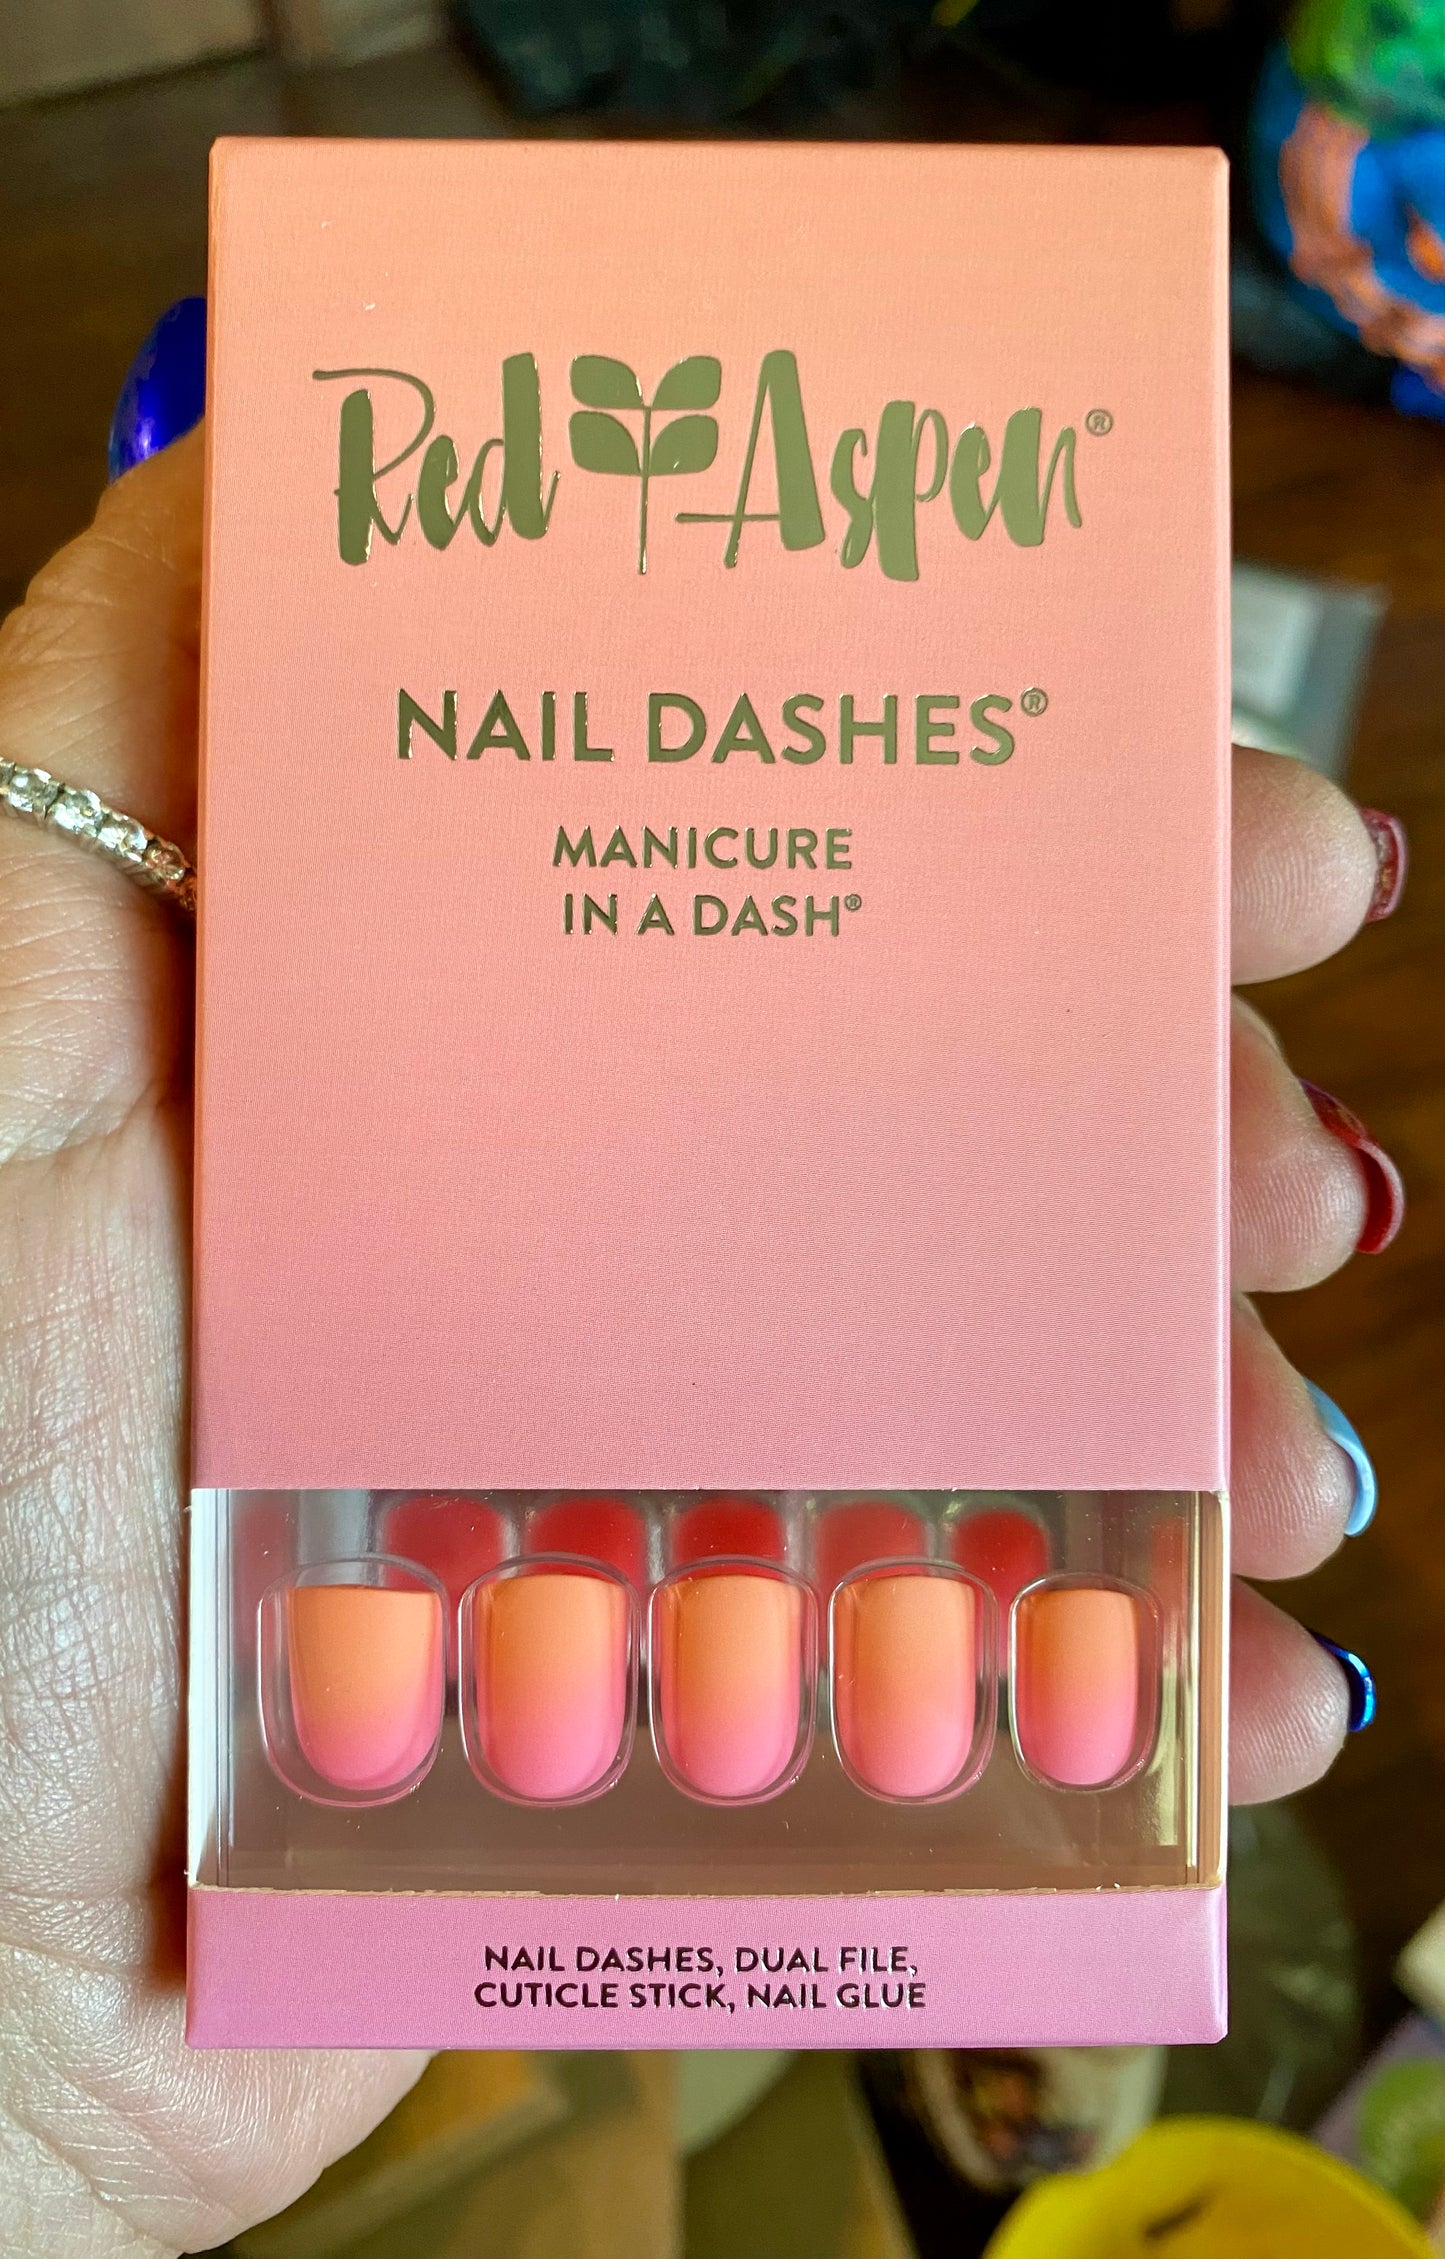 Red Aspen®
NAIL DASHES®
MANICURE
IN A DASH®
NAIL DASHES, DUAL FILE,
CUTICLE STICK, NAIL GLUE